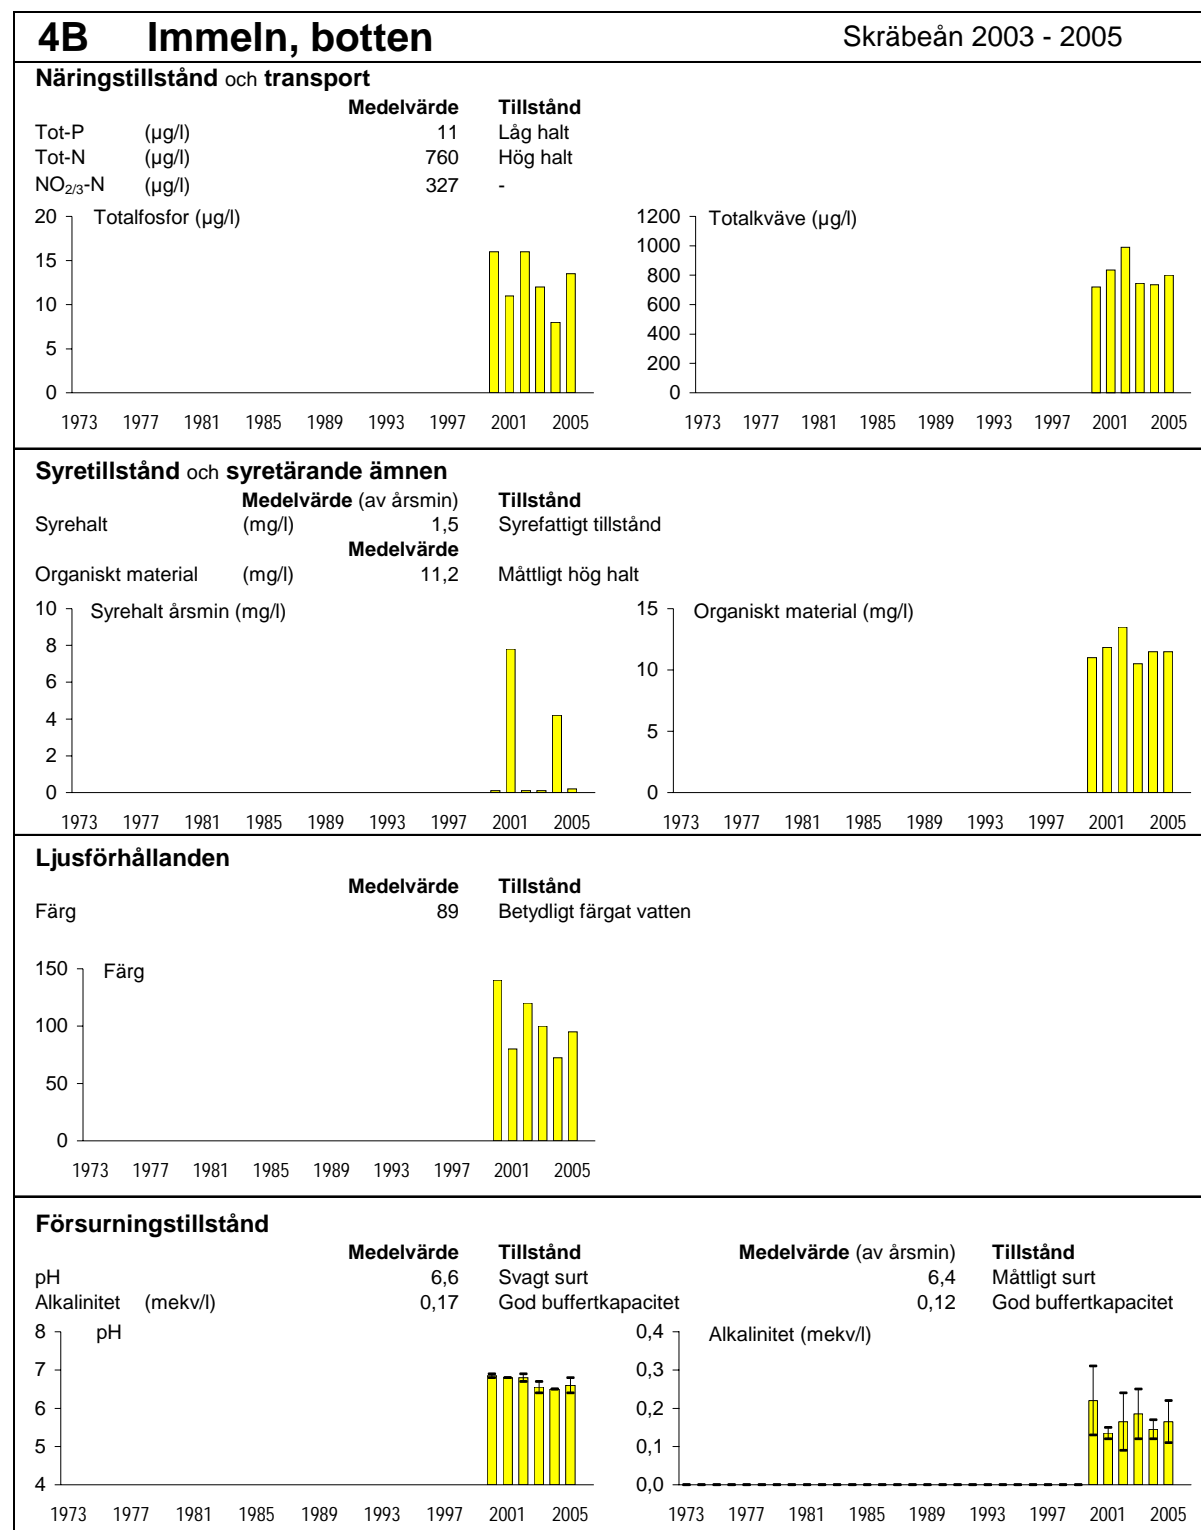 4B Immeln, botten Skräbeån 2003 - 2005
Näringstillstånd och transport
Medelvärde Tillstånd
Tot-P (µg/l) 11 Låg halt
Tot-N (µg/l) 760 Hög halt
NO2/3-N (µg/l) 327 -
Totalfosfor (µg/l)
20
15
10
5
0
1973 1977 1981 1985 1989 1993 1997 2001 2005
Totalkväve (µg/l)
1200
1000
800
600
400
200
0
1973 1977 1981 1985 1989 1993 1997 2001 2005
Syretillstånd och syretärande ämnen
Medelvärde (av årsmin) Tillstånd
Syrehalt (mg/l) 1,5 Syrefattigt tillstånd
Medelvärde
Organiskt material (mg/l) 11,2 Måttligt hög halt
Syrehalt årsmin (mg/l)
10
8
6
4
2
0
1973 1977 1981 1985 1989 1993 1997 2001 2005
Organiskt material (mg/l)
15
10
5
0
1973 1977 1981 1985 1989 1993 1997 2001 2005
Ljusförhållanden
Medelvärde Tillstånd
Färg 89 Betydligt färgat vatten
Färg
150
100
50
0
1973 1977 1981 1985 1989 1993 1997 2001 2005
Försurningstillstånd
Medelvärde Tillstånd Medelvärde (av årsmin) Tillstånd
pH 6,6 Svagt surt 6,4 Måttligt surt
Alkalinitet (mekv/l) 0,17 God buffertkapacitet 0,12 God buffertkapacitet
pH
8
7
6
5
4
1973 1977 1981 1985 1989 1993 1997 2001 2005
Alkalinitet (mekv/l)
0,4
0,3
0,2
0,1
0,0
1973 1977 1981 1985 1989 1993 1997 2001 2005